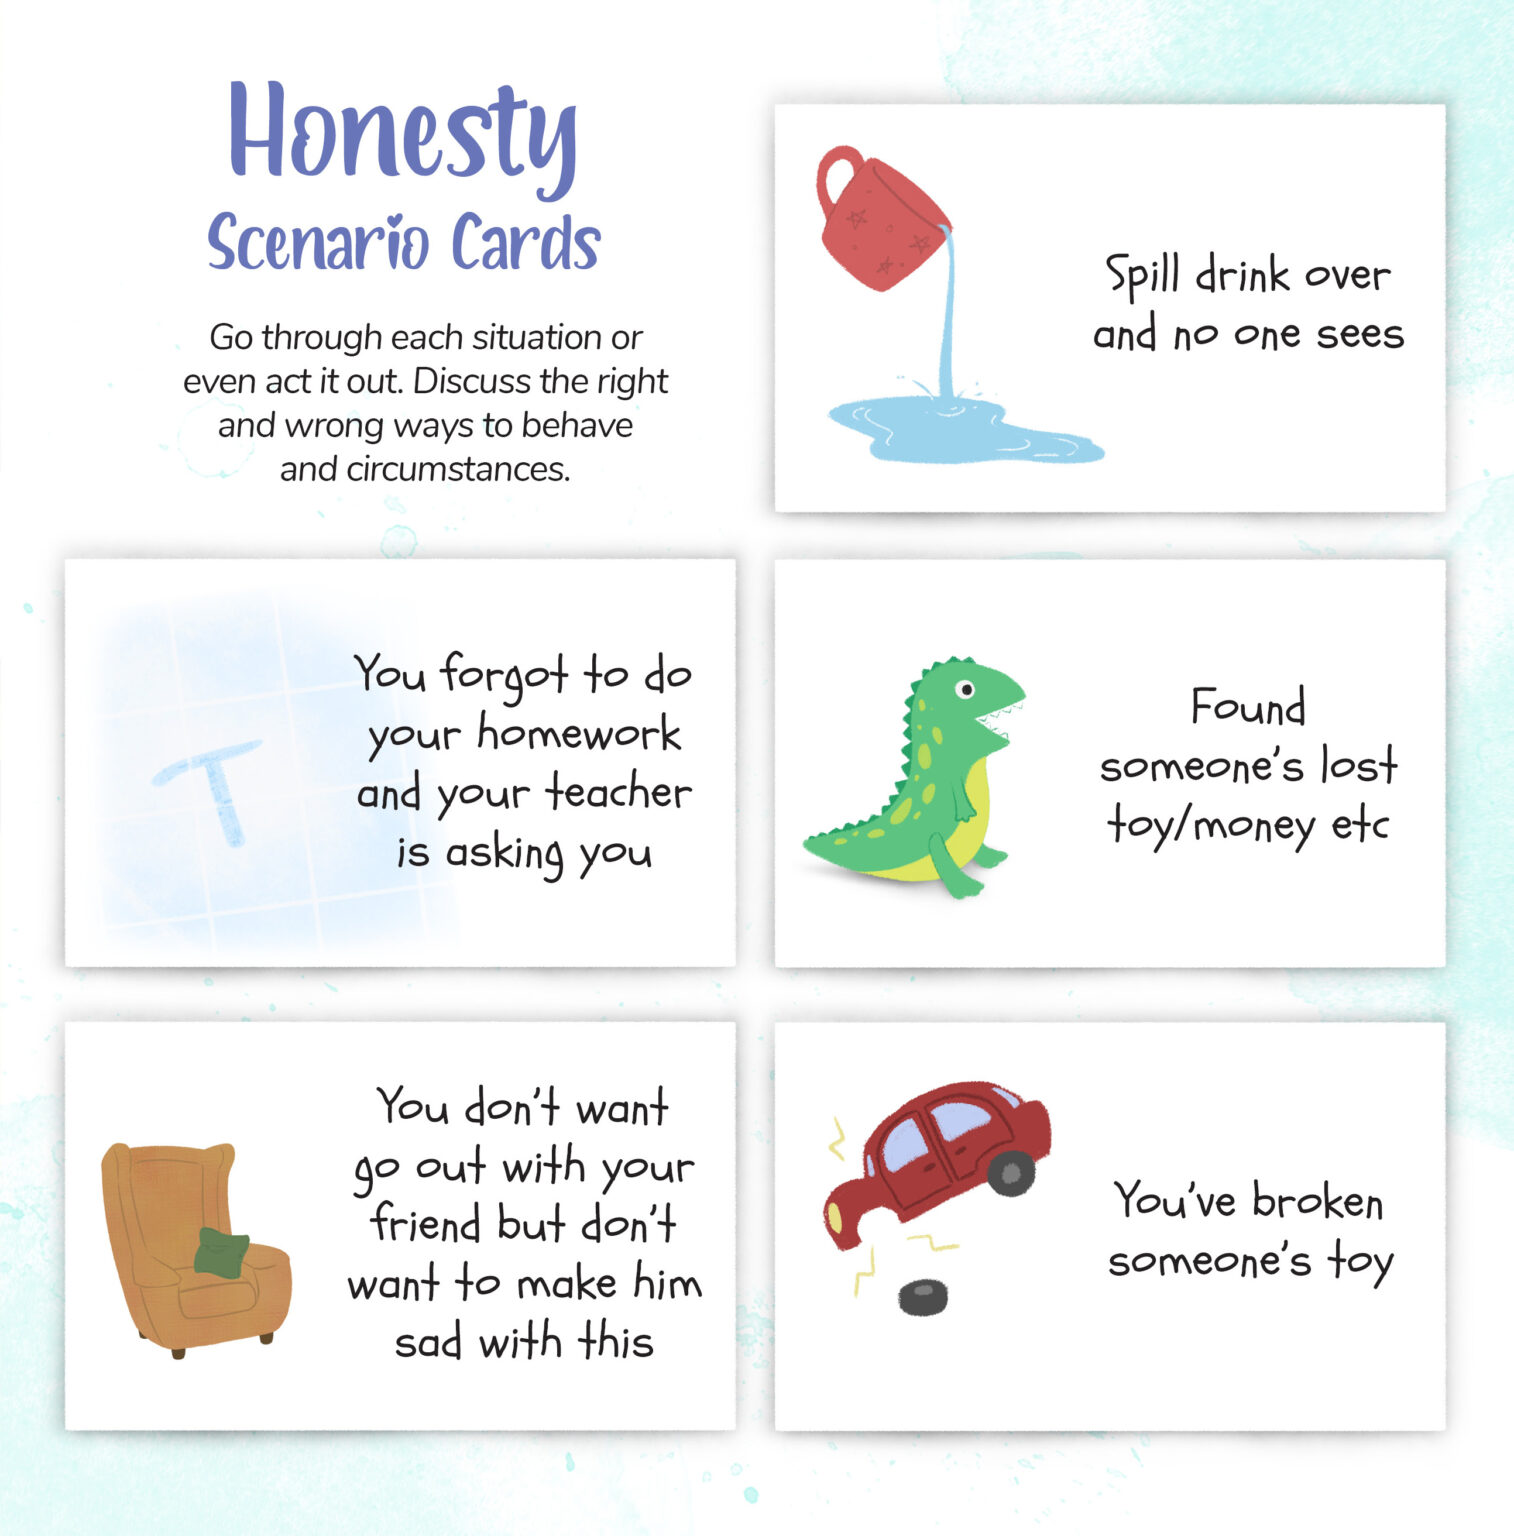 Honesty
Scenario Cards
Go through each situation or
even act it out. Discuss the right
and wrong ways to behave
and circumstances.
Spill drink over
and no one sees
You forgot to do
your homework
and your teacher
is asking you
Found
someone's lost
toy/money etc
You don't want
go out with your
friend but don't
want to make him
sad with this
You've broken
someone's toy